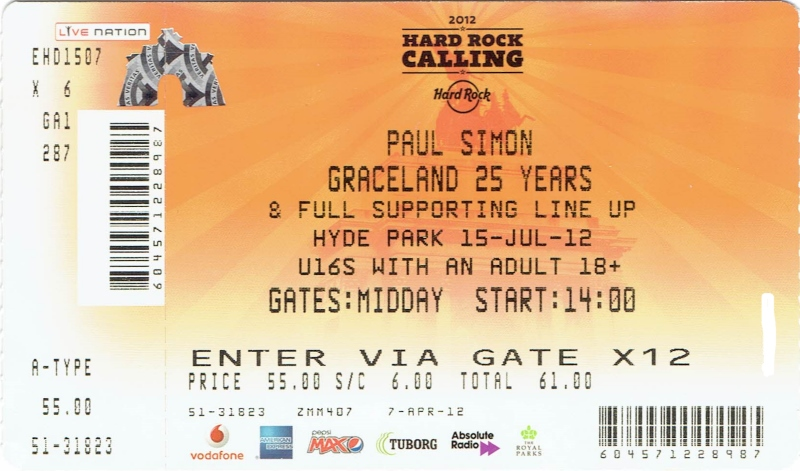 LIVE NATION
EHD1507
X 6
GA1
287
604571228987
A-TYPE
55.00
51-31823
2012
HARD ROCK
CALLING
Hard Rock
PAUL SIMON
GRACELAND 25 YEARS
& FULL SUPPORTING LINE UP
HYDE PARK 15-JUL-12
U16S WITH AN ADULT 18+
GATES:MIDDAY START:14:00
ENTER VIA GATE X12
PRICE 55.00 S/C 6.00 TOTAL 61.00
51-31823 ZMM407 7-APR-12
vodafone
AMERICAN EXPRESS
pepsi MAX
TUBORG
Absolute Radio
THE ROYAL PARKS
604571228987